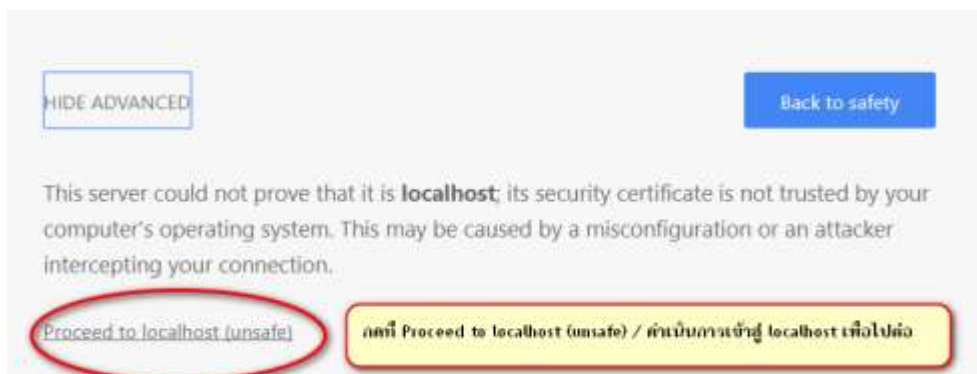 HIDE ADVANCED
Back to safety
This server could not prove that it is localhost; its security certificate is not trusted by your
computer's operating system. This may be caused by a misconfiguration or an attacker
intercepting your connection.
Proceed to localhost (unsafe)
กดที่ Proceed to localhost (unsafe) / ดำเนินการเข้าสู่ localhost เพื่อไปต่อ